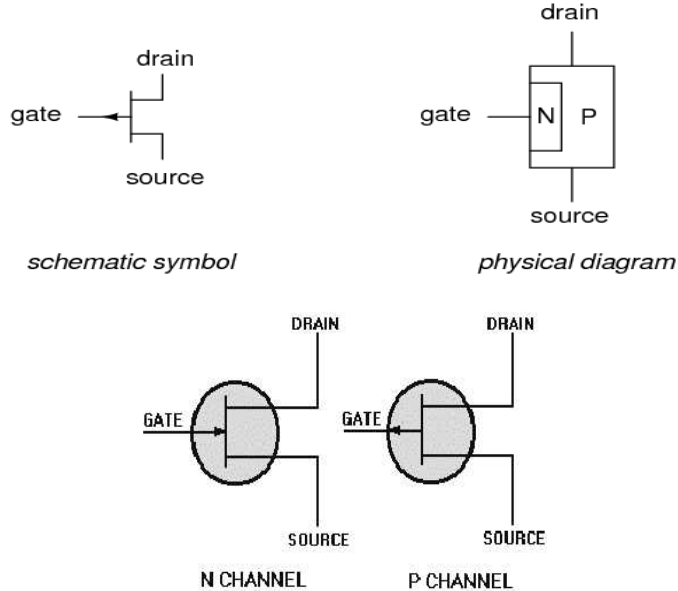 drain
gate
source
schematic symbol
drain
gate
N P
source
physical diagram
DRAIN
GATE
SOURCE
N CHANNEL
DRAIN
GATE
SOURCE
P CHANNEL